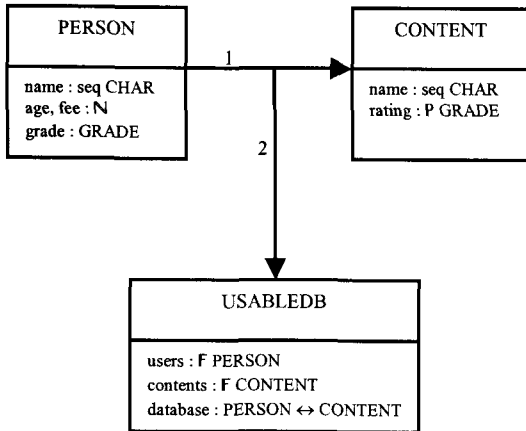 PERSON
name : seq CHAR
age, fee : ℕ
grade : GRADE
1
CONTENT
name : seq CHAR
rating : ℙ GRADE
2
USABLEDB
users : 𝔽 PERSON
contents : 𝔽 CONTENT
database : PERSON ↔ CONTENT